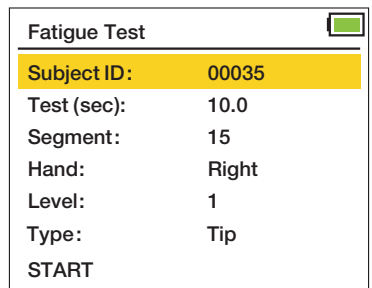 Fatigue Test
Subject ID: 00035
Test (sec): 10.0
Segment: 15
Hand: Right
Level: 1
Type: Tip
START